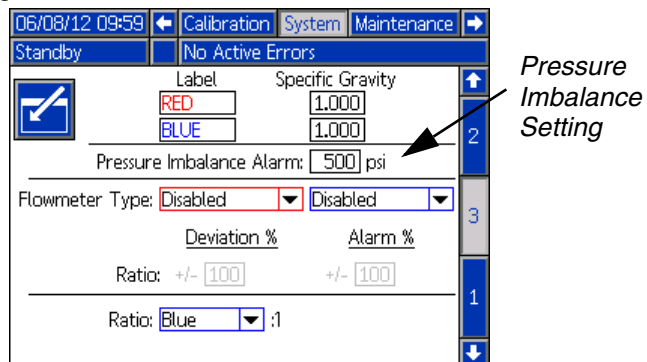 06/08/12 09:59 Calibration System Maintenance
Standby No Active Errors
Label Specific Gravity
RED 1.000
BLUE 1.000
Pressure Imbalance Alarm: 500 psi
Flowmeter Type: Disabled Disabled
Deviation % Alarm %
Ratio: +/- 100 +/- 100
Ratio: Blue :1
2
3
1
Pressure
Imbalance
Setting